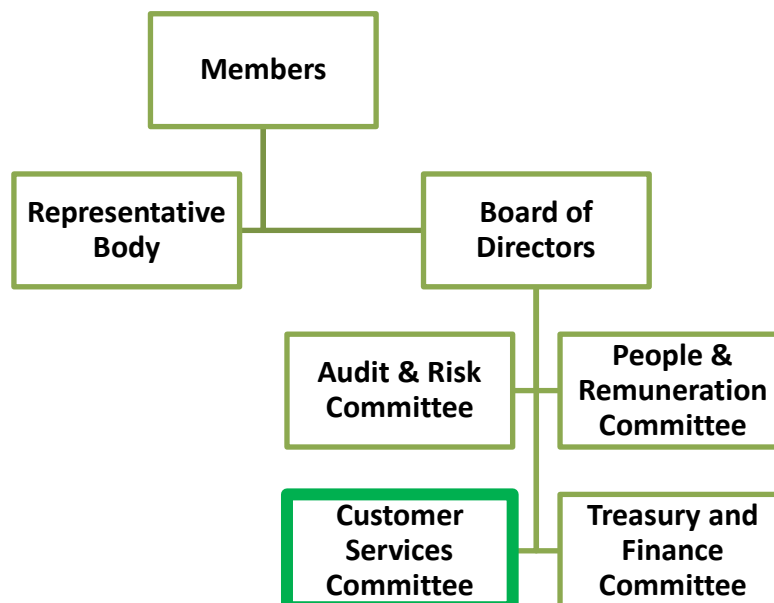 Members
Representative
Body
Board of
Directors
Audit & Risk
Committee
People &
Remuneration
Committee
Customer
Services
Committee
Treasury and
Finance
Committee